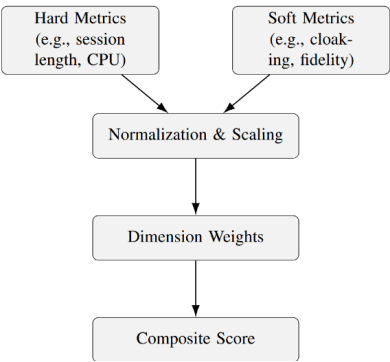 Hard Metrics
(e.g., session
length, CPU)
Soft Metrics
(e.g., cloak-
ing, fidelity)
Normalization & Scaling
Dimension Weights
Composite Score